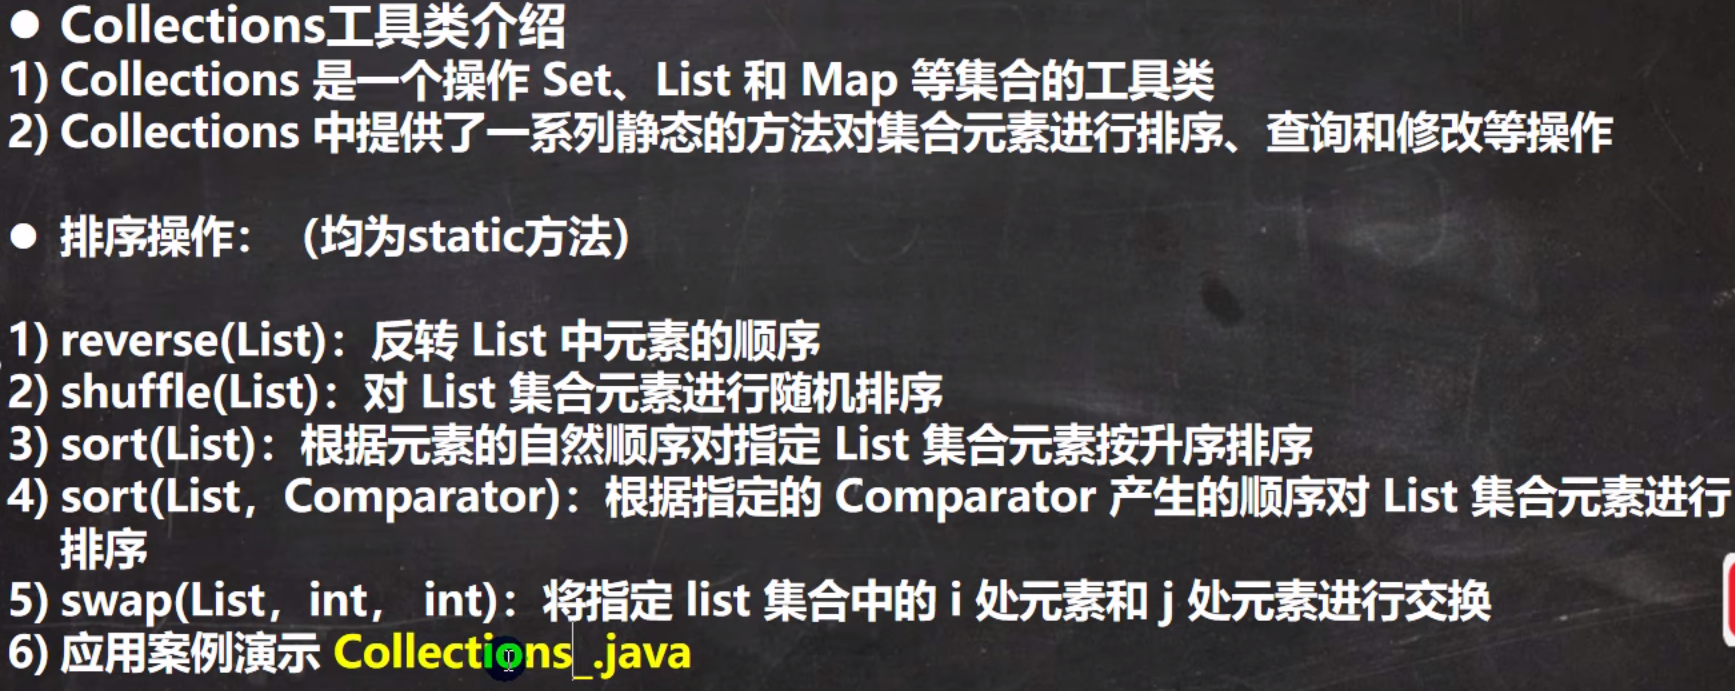 ● Collections工具类介绍
1) Collections 是一个操作 Set、List 和 Map 等集合的工具类
2) Collections 中提供了一系列静态的方法对集合元素进行排序、查询和修改等操作
● 排序操作：（均为static方法）
1) reverse(List)：反转 List 中元素的顺序
2) shuffle(List)：对 List 集合元素进行随机排序
3) sort(List)：根据元素的自然顺序对指定 List 集合元素按升序排序
4) sort(List，Comparator)：根据指定的 Comparator 产生的顺序对 List 集合元素进行
排序
5) swap(List，int， int)：将指定 list 集合中的 i 处元素和 j 处元素进行交换
6) 应用案例演示 Collections_.java